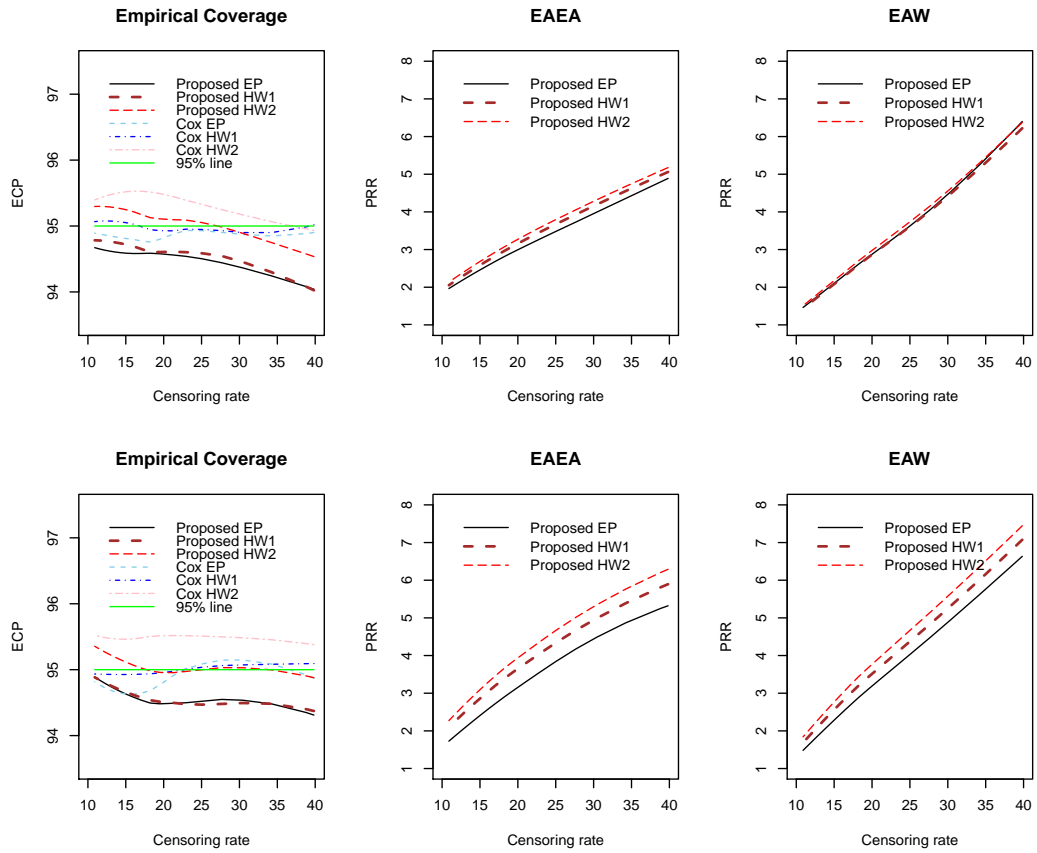 Empirical Coverage
ECP
97
96
95
94
Proposed EP
Proposed HW1
Proposed HW2
Cox EP
Cox HW1
Cox HW2
95% line
10 15 20 25 30 35 40
Censoring rate
EAEA
PRR
8
7
6
5
4
3
2
1
Proposed EP
Proposed HW1
Proposed HW2
10 15 20 25 30 35 40
Censoring rate
EAW
PRR
8
7
6
5
4
3
2
1
Proposed EP
Proposed HW1
Proposed HW2
10 15 20 25 30 35 40
Censoring rate
Empirical Coverage
ECP
97
96
95
94
Proposed EP
Proposed HW1
Proposed HW2
Cox EP
Cox HW1
Cox HW2
95% line
10 15 20 25 30 35 40
Censoring rate
EAEA
PRR
8
7
6
5
4
3
2
1
Proposed EP
Proposed HW1
Proposed HW2
10 15 20 25 30 35 40
Censoring rate
EAW
PRR
8
7
6
5
4
3
2
1
Proposed EP
Proposed HW1
Proposed HW2
10 15 20 25 30 35 40
Censoring rate